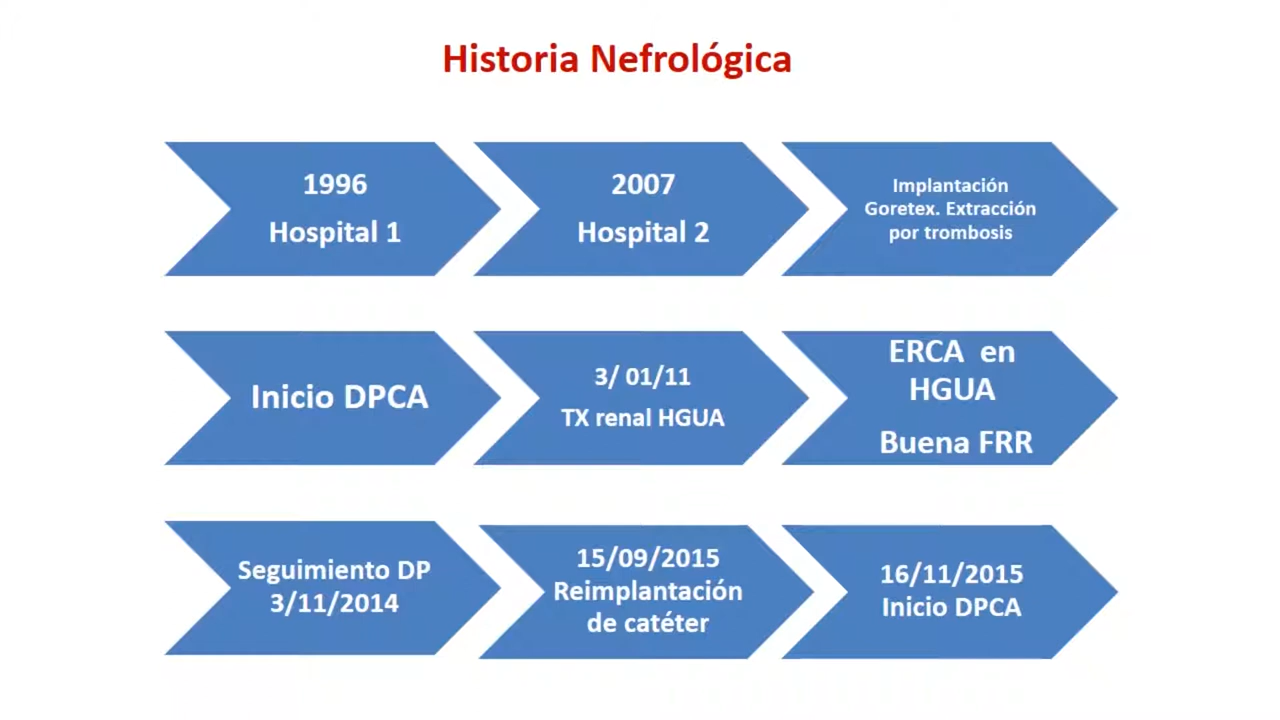 Historia Nefrológica
1996
Hospital 1
2007
Hospital 2
Implantación
Goretex. Extracción
por trombosis
Inicio DPCA
3/ 01/11
TX renal HGUA
ERCA en
HGUA
Buena FRR
Seguimiento DP
3/11/2014
15/09/2015
Reimplantación
de catéter
16/11/2015
Inicio DPCA